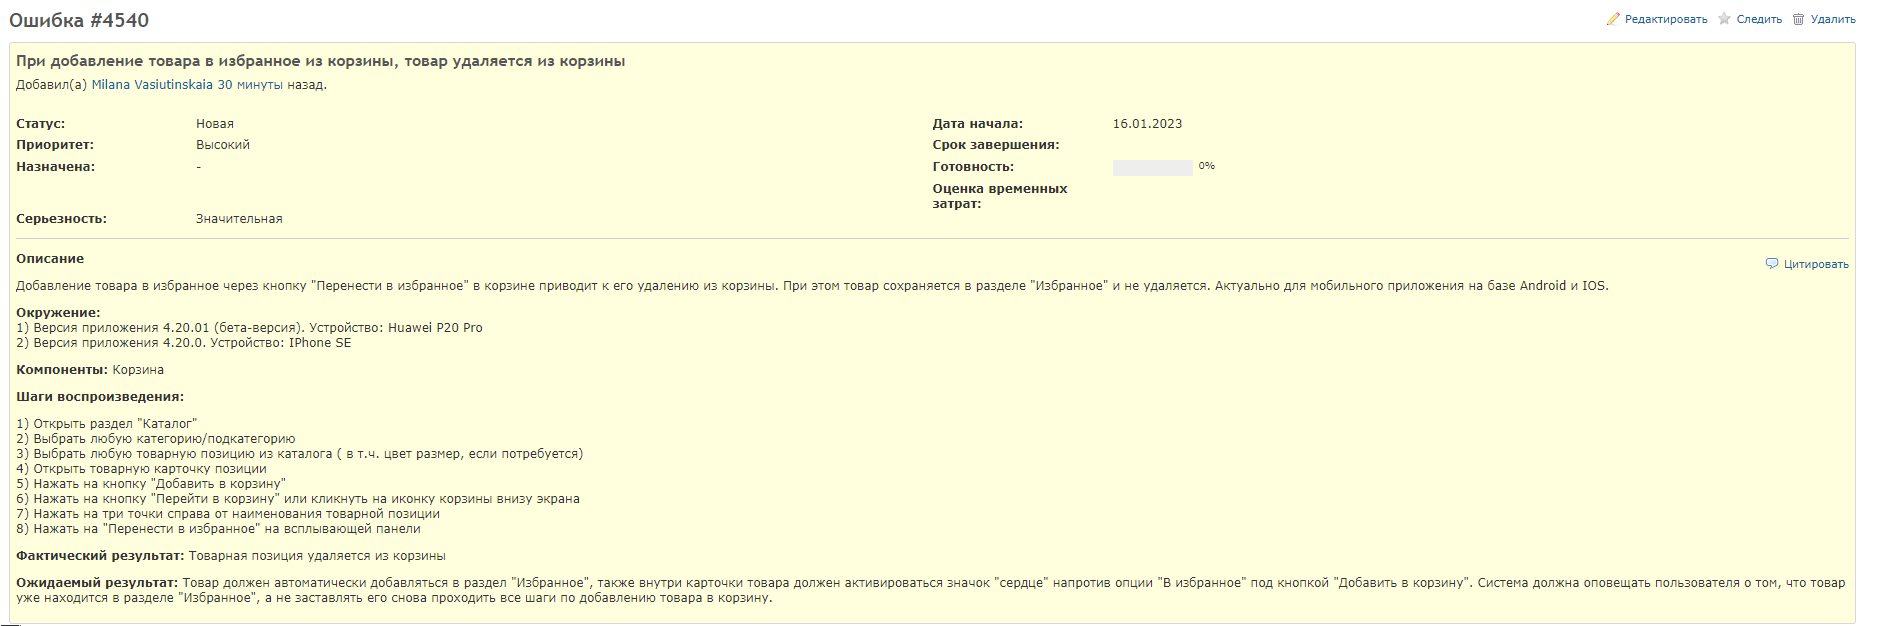 Ошибка #4540
Редактировать Следить Удалить
При добавление товара в избранное из корзины, товар удаляется из корзины
Добавил(а) Milana Vasiutinskaia 30 минуты назад.
Статус: Новая Дата начала: 16.01.2023
Приоритет: Высокий Срок завершения:
Назначена: - Готовность: 0%
Оценка временных
затрат:
Серьезность: Значительная
Описание
Цитировать
Добавление товара в избранное через кнопку "Перенести в избранное" в корзине приводит к его удалению из корзины. При этом товар сохраняется в разделе "Избранное" и не удаляется. Актуально для мобильного приложения на базе Android и IOS.
Окружение:
1) Версия приложения 4.20.01 (бета-версия). Устройство: Huawei P20 Pro
2) Версия приложения 4.20.0. Устройство: IPhone SE
Компоненты: Корзина
Шаги воспроизведения:
1) Открыть раздел "Каталог"
2) Выбрать любую категорию/подкатегорию
3) Выбрать любую товарную позицию из каталога ( в т.ч. цвет размер, если потребуется)
4) Открыть товарную карточку позиции
5) Нажать на кнопку "Добавить в корзину"
6) Нажать на кнопку "Перейти в корзину" или кликнуть на иконку корзины внизу экрана
7) Нажать на три точки справа от наименования товарной позиции
8) Нажать на "Перенести в избранное" на всплывающей панели
Фактический результат: Товарная позиция удаляется из корзины
Ожидаемый результат: Товар должен автоматически добавляться в раздел "Избранное", также внутри карточки товара должен активироваться значок "сердце" напротив опции "В избранное" под кнопкой "Добавить в корзину". Система должна оповещать пользователя о том, что товар
уже находится в разделе "Избранное", а не заставлять его снова проходить все шаги по добавлению товара в корзину.